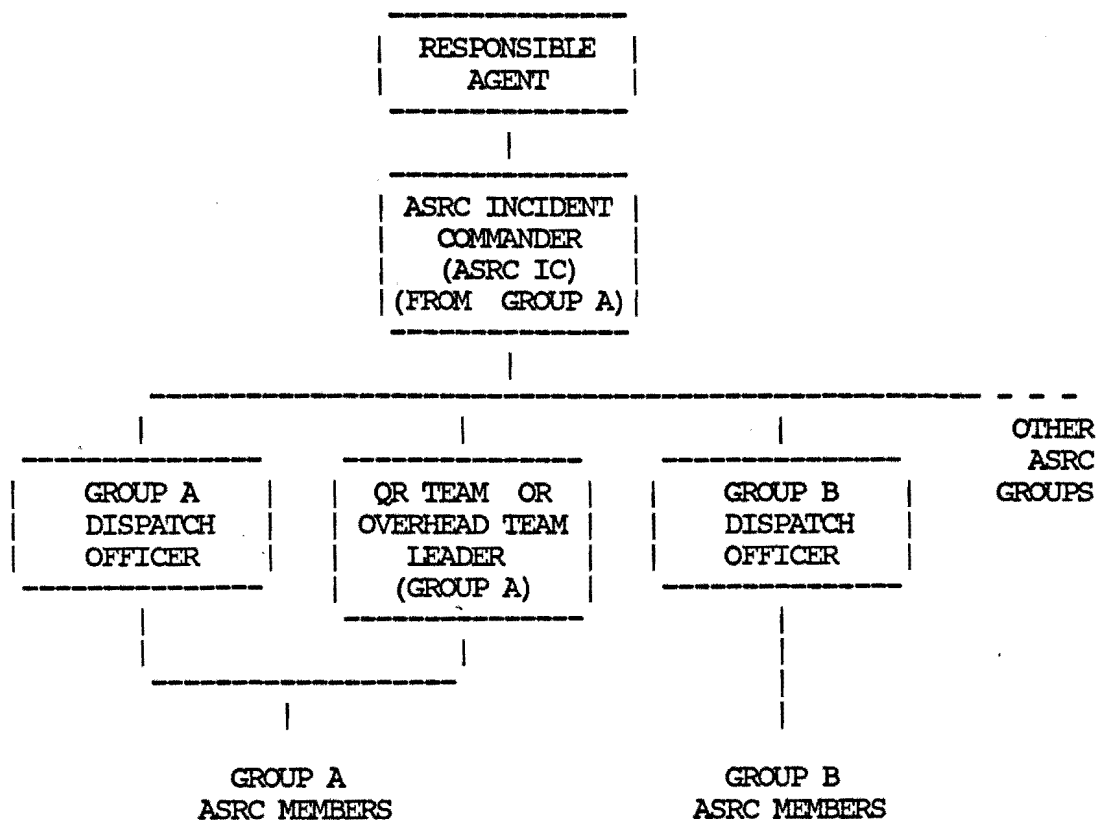 RESPONSIBLE
AGENT
ASRC INCIDENT
COMMANDER
(ASRC IC)
(FROM GROUP A)
OTHER
ASRC
GROUPS
GROUP A
DISPATCH
OFFICER
QR TEAM OR
OVERHEAD TEAM
LEADER
(GROUP A)
GROUP B
DISPATCH
OFFICER
GROUP A
ASRC MEMBERS
GROUP B
ASRC MEMBERS